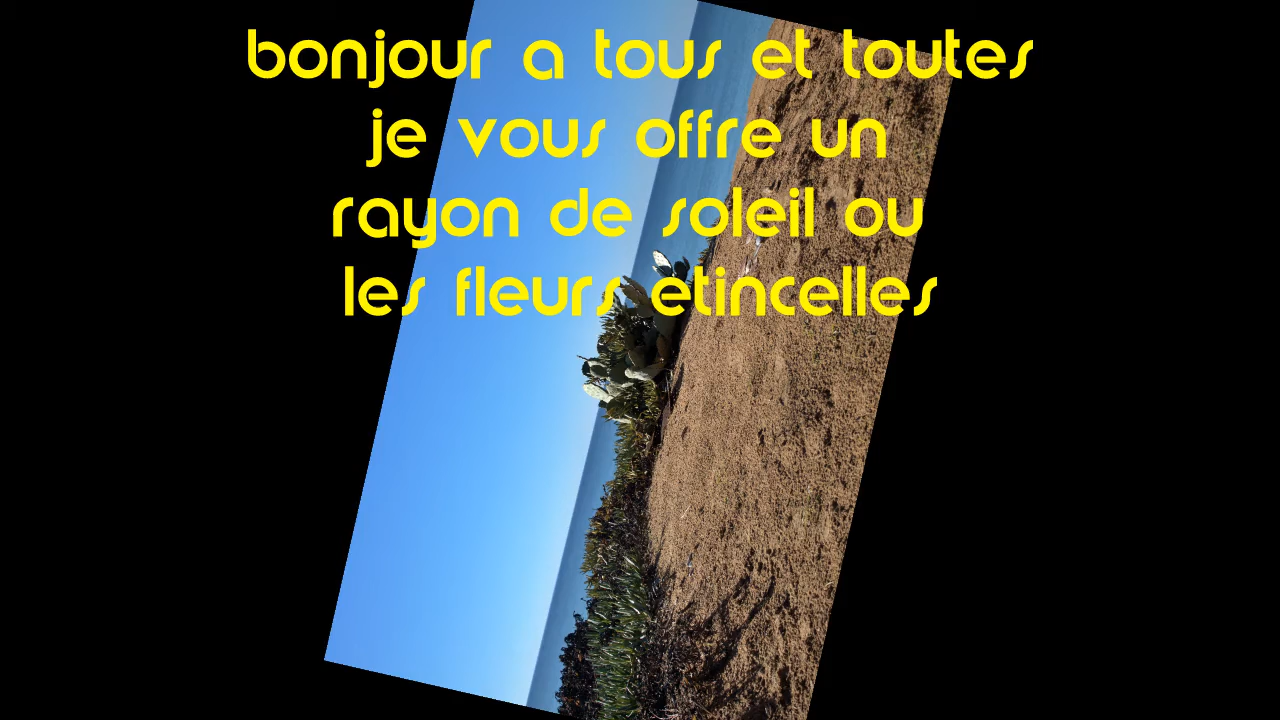 bonjour a tous et toutes
je vous offre un
rayon de soleil ou
les fleurs etincelles